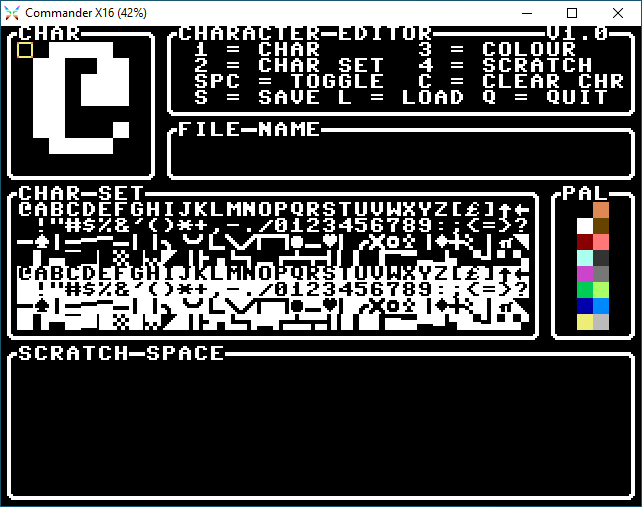 Commander X16 (42%)
CHAR
CHARACTER EDITOR V1.0
1 = CHAR 3 = COLOUR
2 = CHAR SET 4 = SCRATCH
SPC = TOGGLE C = CLEAR CHR
S = SAVE L = LOAD Q = QUIT
FILE-NAME
CHAR-SET
@ABCDEFGHIJKLMNOPQRSTUVWXYZ[£]↑←
!"#$%&'()*+,-./0123456789:;<=>?
@ABCDEFGHIJKLMNOPQRSTUVWXYZ[£]↑←
!"#$%&'()*+,-./0123456789:;<=>?
PAL
SCRATCH-SPACE